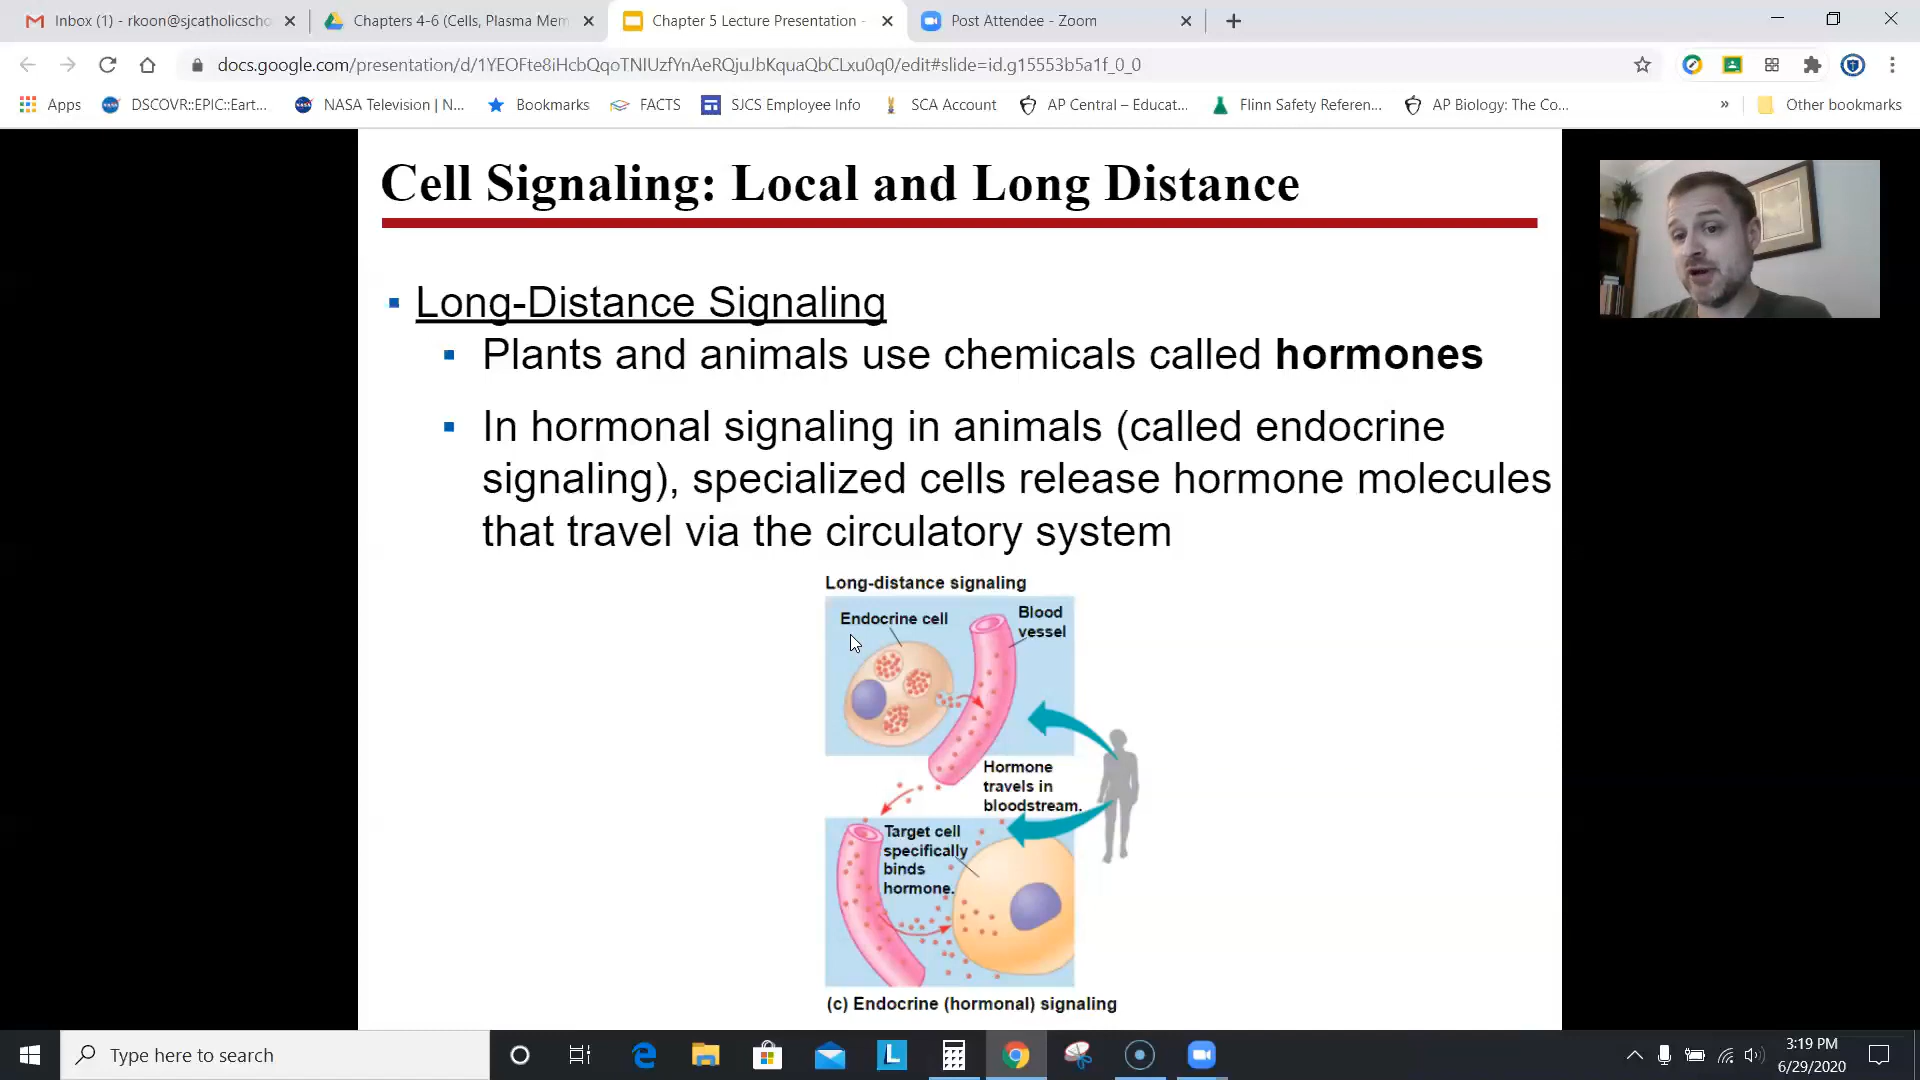 Inbox (1) - rkoon@sjcatholicscho
Chapters 4-6 (Cells, Plasma Mem
Chapter 5 Lecture Presentation -
Post Attendee - Zoom
docs.google.com/presentation/d/1YEOFte8iHcbQqoTNIUzfYnAeRQjuJbKquaQbCLxu0q0/edit#slide=id.g15553b5a1f_0_0
Apps
DSCOVR::EPIC::Eart...
NASA Television | N...
Bookmarks
FACTS
SJCS Employee Info
SCA Account
AP Central – Educat...
Flinn Safety Referen...
AP Biology: The Co...
»
Other bookmarks
Cell Signaling: Local and Long Distance
Long-Distance Signaling
Plants and animals use chemicals called hormones
In hormonal signaling in animals (called endocrine
signaling), specialized cells release hormone molecules
that travel via the circulatory system
Long-distance signaling
Endocrine cell
Blood
vessel
Hormone
travels in
bloodstream.
Target cell
specifically
binds
hormone.
(c) Endocrine (hormonal) signaling
Type here to search
3:19 PM
6/29/2020